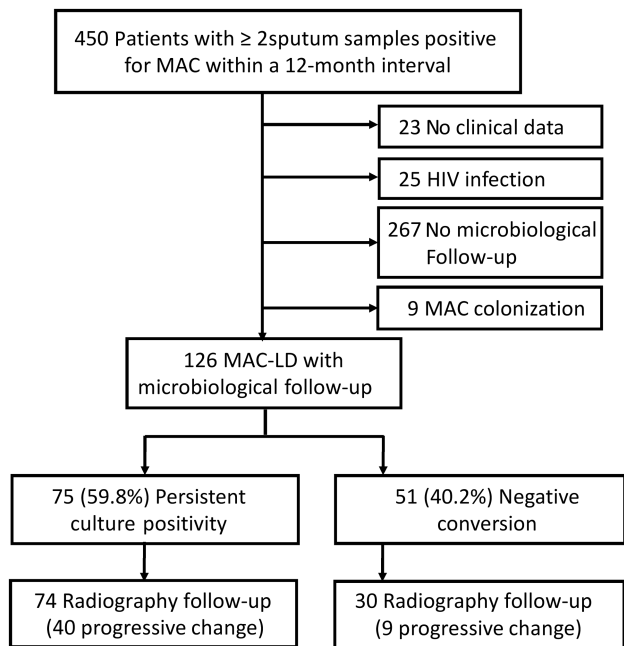 450 Patients with ≥ 2sputum samples positive
for MAC within a 12-month interval
23 No clinical data
25 HIV infection
267 No microbiological
Follow-up
9 MAC colonization
126 MAC-LD with
microbiological follow-up
75 (59.8%) Persistent
culture positivity
51 (40.2%) Negative
conversion
74 Radiography follow-up
(40 progressive change)
30 Radiography follow-up
(9 progressive change)